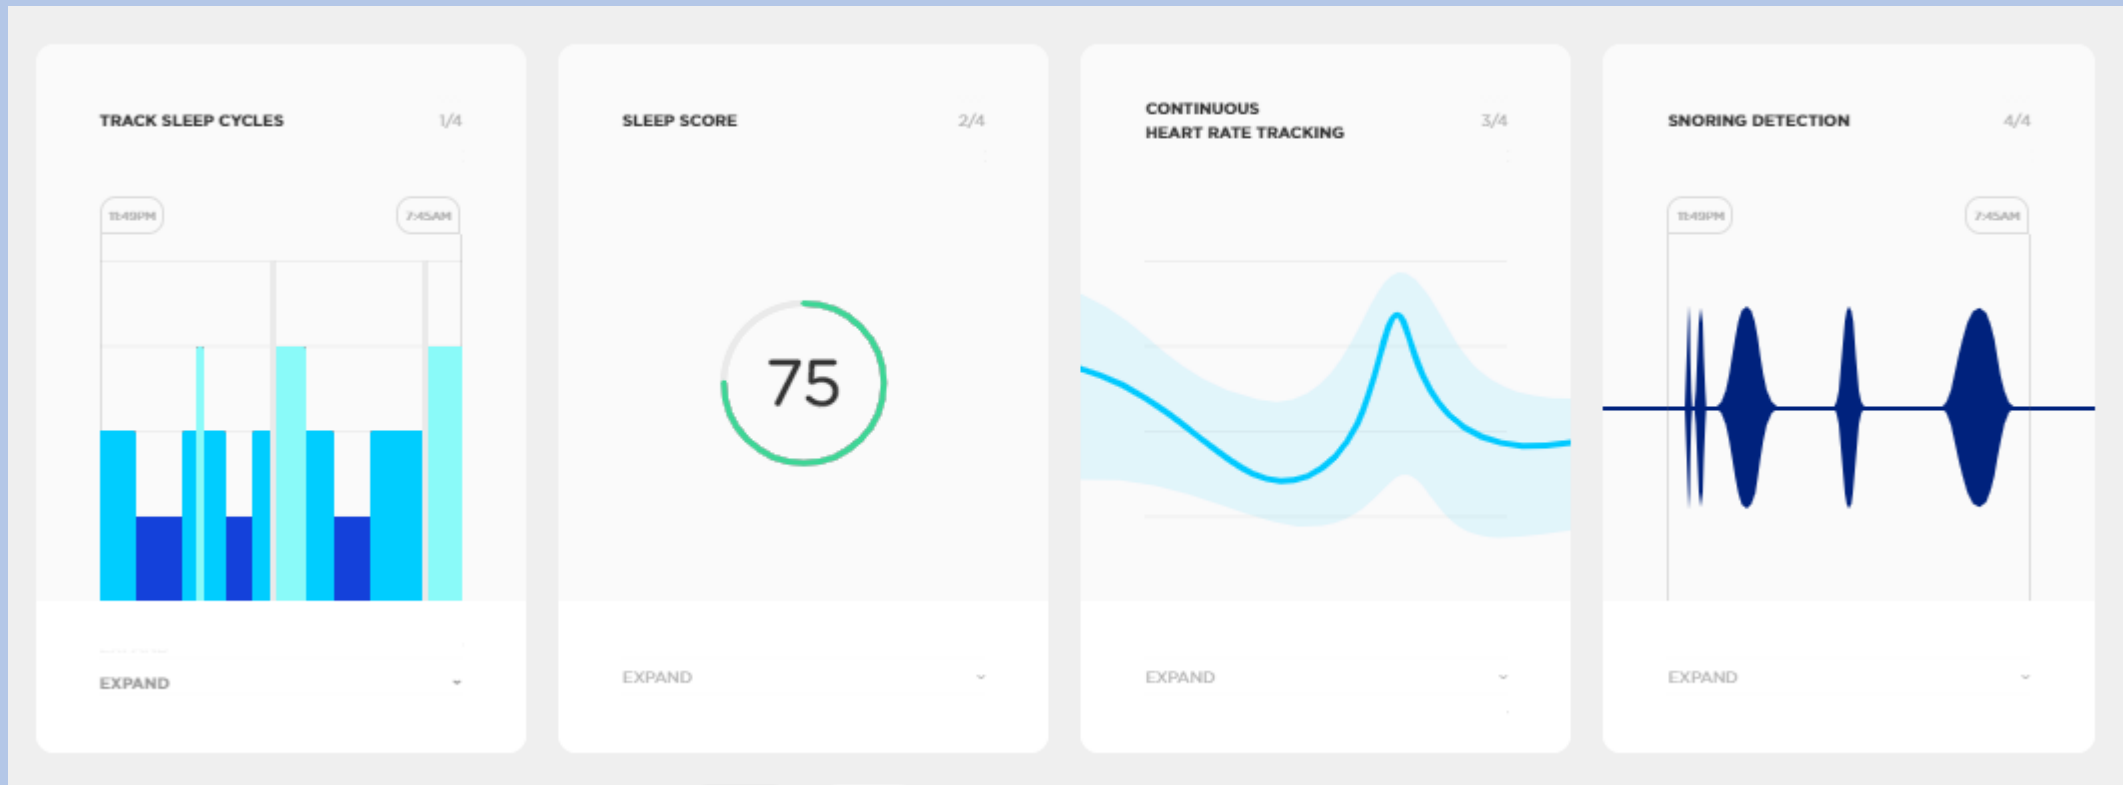 TRACK SLEEP CYCLES
1/4
11:49PM
7:45AM
EXPAND
SLEEP SCORE
2/4
75
EXPAND
CONTINUOUS
HEART RATE TRACKING
3/4
EXPAND
SNORING DETECTION
4/4
11:49PM
7:45AM
EXPAND